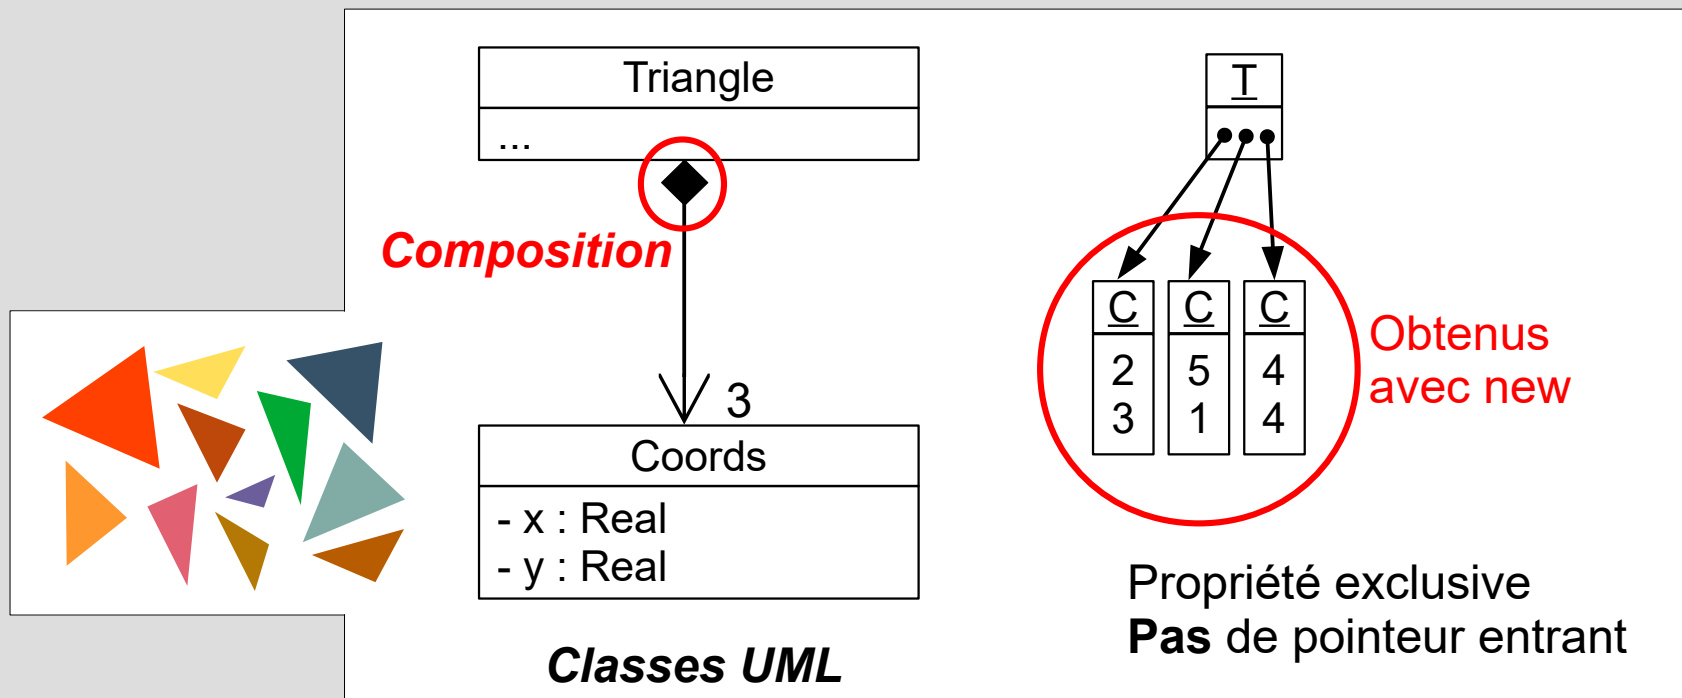 Triangle
...
Composition
3
Coords
- x : Real
- y : Real
Classes UML
T
C C C
2 5 4
3 1 4
Obtenus
avec new
Propriété exclusive
Pas de pointeur entrant